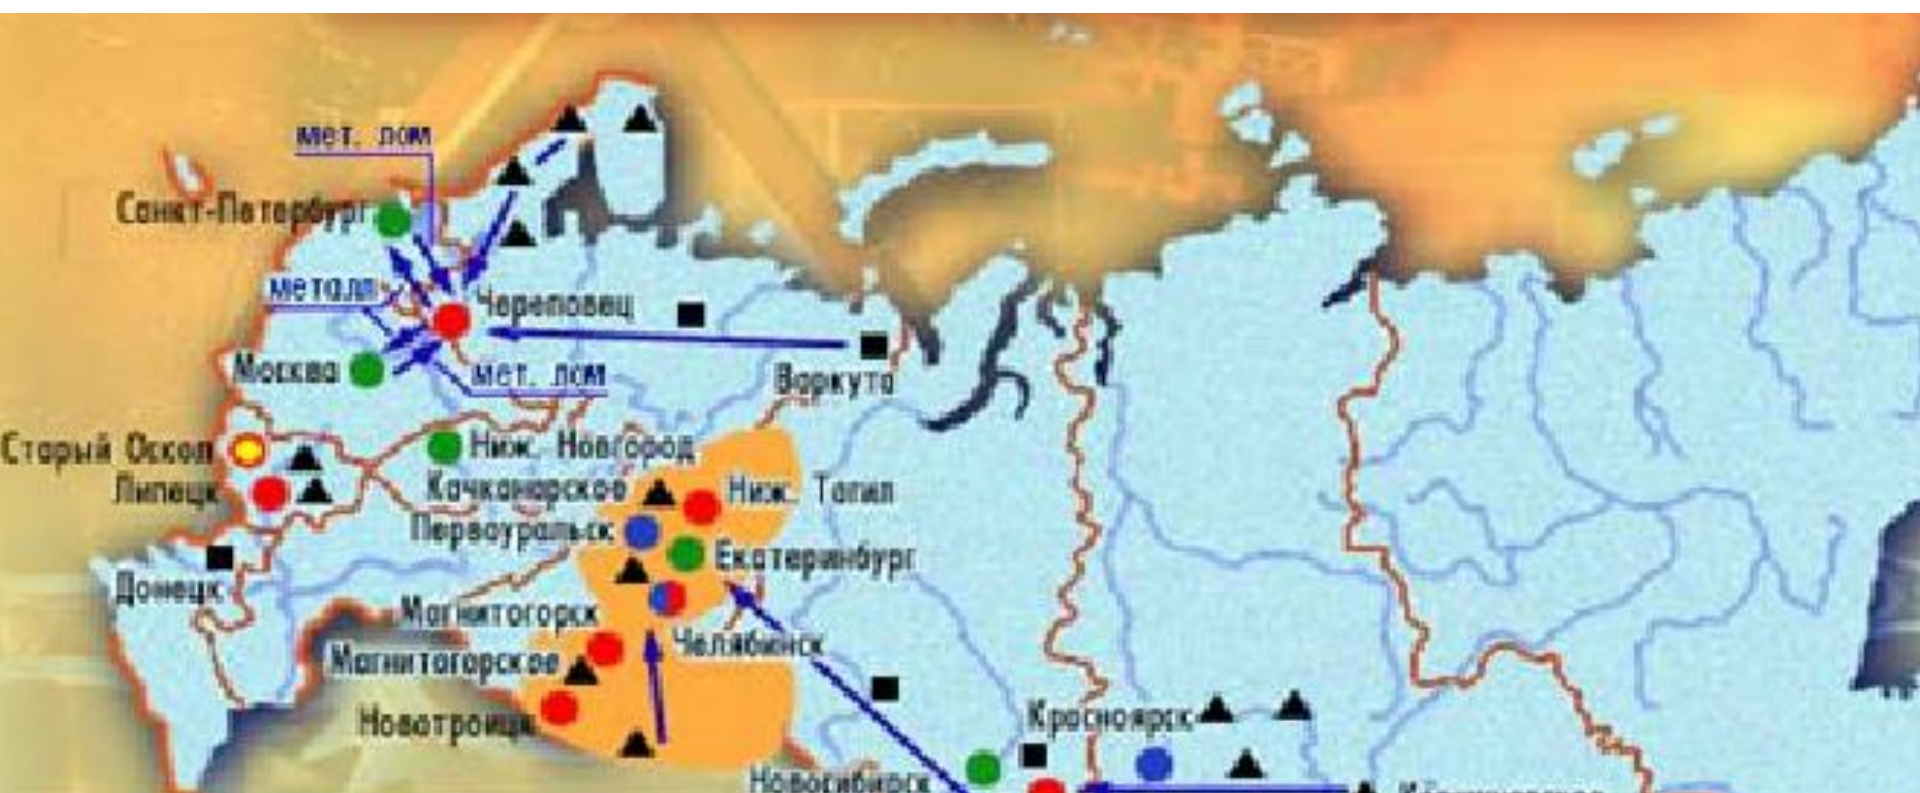 мет. лом
Санкт-Петербург
металл
Череповец
Москва
мет. лом
Воркута
Старый Оскол
Ниж. Новгород
Липецк
Качканарское
Ниж. Тагил
Первоуральск
Екатеринбург
Донецк
Магнитогорск
Челябинск
Магнитогорское
Новотроицк
Красноярск
Новосибирск